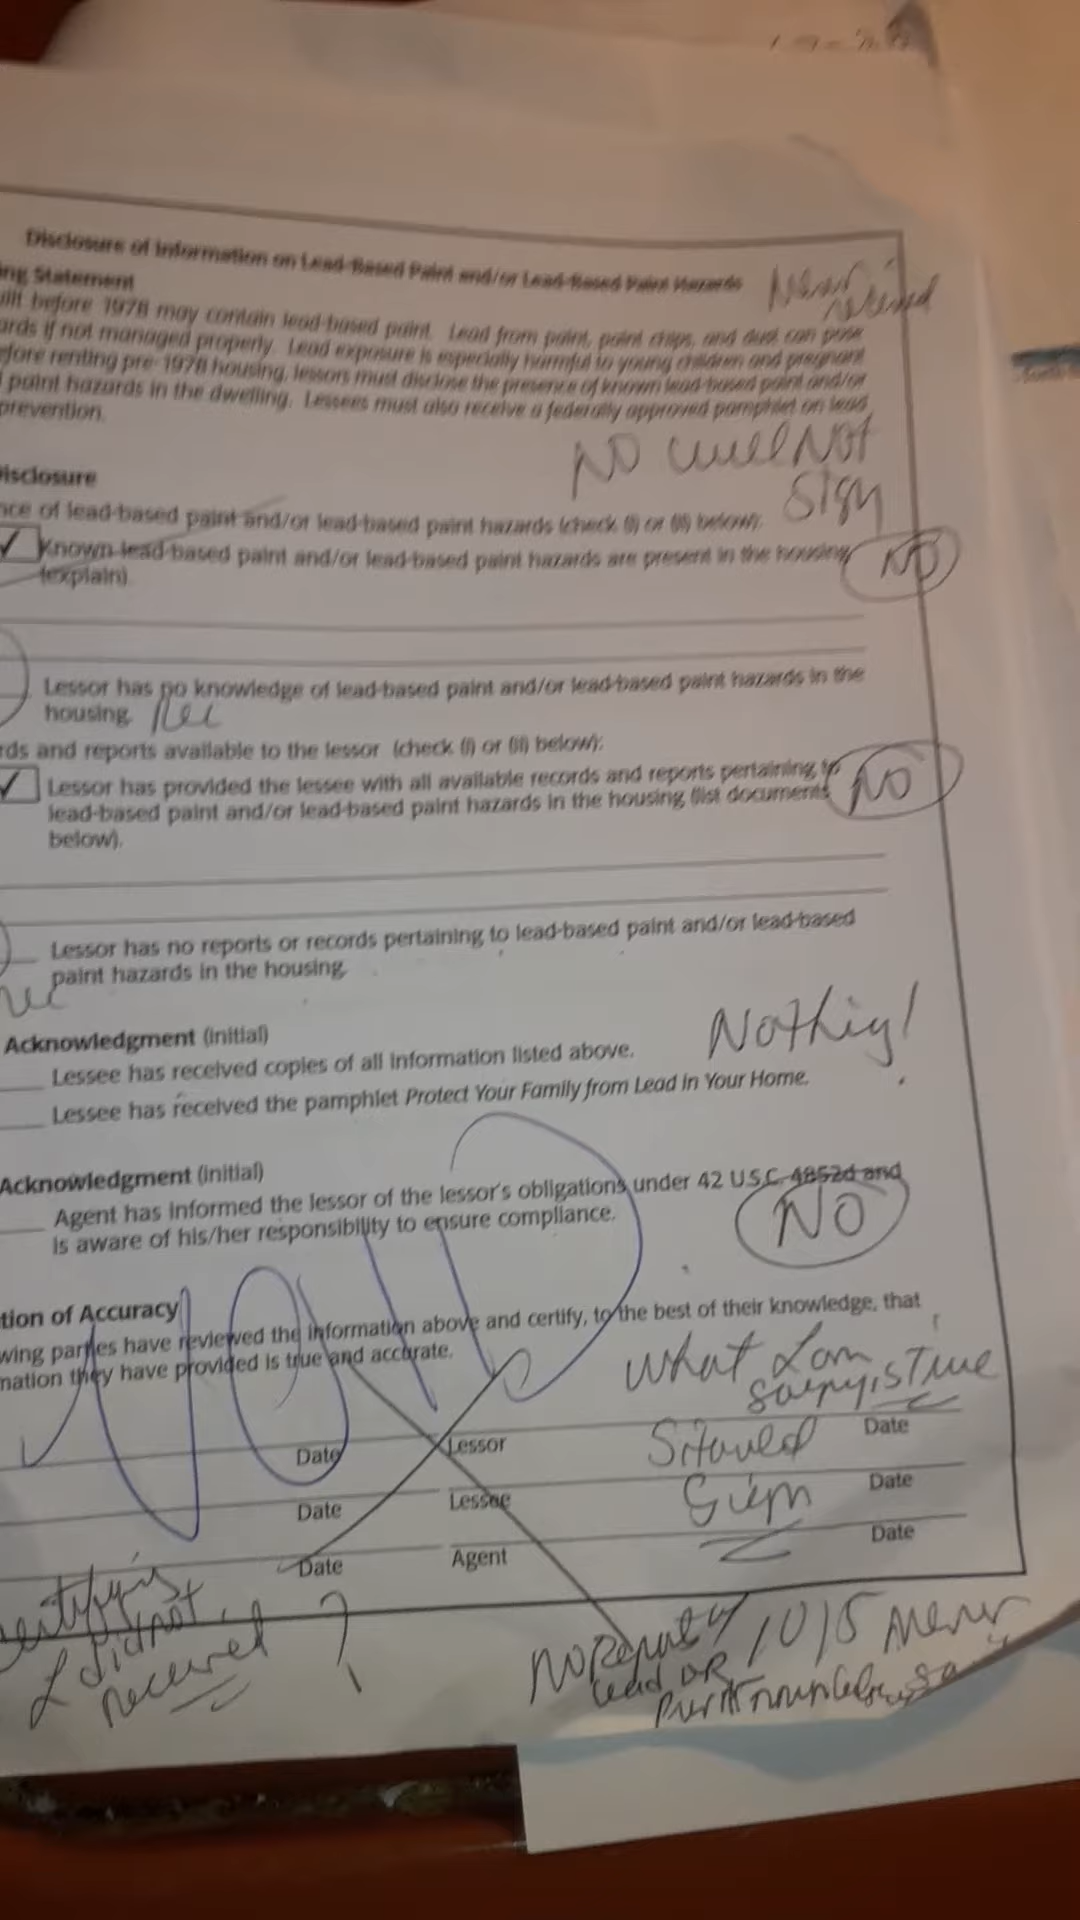 Disclosure of Information on Lead-Based Paint and/or Lead-Based Paint Hazards
Never
received
ing Statement
uilt before 1978 may contain lead-based paint. Lead from paint, paint chips, and dust can pose
ards if not managed properly. Lead exposure is especially harmful to young children and pregnant
efore renting pre-1978 housing, lessors must disclose the presence of known lead-based paint and/or
paint hazards in the dwelling. Lessees must also receive a federally approved pamphlet on lead
prevention.
NO will Not
Sign
Disclosure
nce of lead-based paint and/or lead-based paint hazards (check (i) or (ii) below):
✓ Known lead-based paint and/or lead-based paint hazards are present in the housing NO
(explain)
Lessor has no knowledge of lead-based paint and/or lead-based paint hazards in the
housing.
rds and reports available to the lessor (check (i) or (ii) below):
✓ Lessor has provided the lessee with all available records and reports pertaining to NO
lead-based paint and/or lead-based paint hazards in the housing (list documents
below).
Lessor has no reports or records pertaining to lead-based paint and/or lead-based
paint hazards in the housing.
Nothing!
Acknowledgment (initial)
Lessee has received copies of all information listed above.
Lessee has received the pamphlet Protect Your Family from Lead in Your Home.
Acknowledgment (initial)
Agent has informed the lessor of the lessor's obligations under 42 U.S.C. 4852d and
is aware of his/her responsibility to ensure compliance. NO
tion of Accuracy
wing parties have reviewed the information above and certify, to the best of their knowledge, that
mation they have provided is true and accurate.
What I am
saying is True
Date Lessor Date
Date Lessee Date
Date Agent Date
I did not
received ?
lead OR